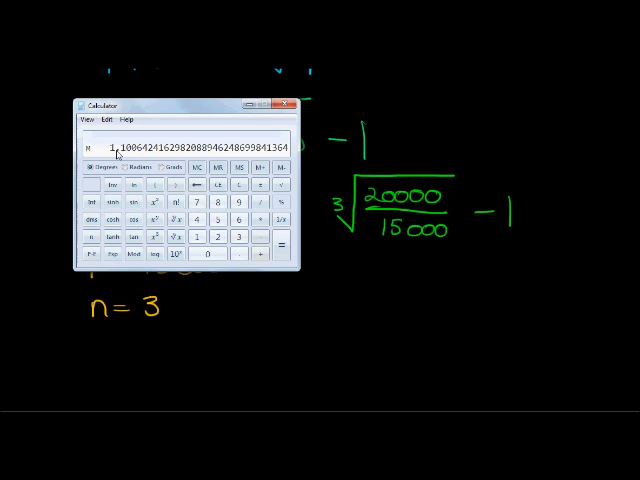 Calculator
View Edit Help
M 1,1006424162982088946248699841364
Degrees Radians Grads MC MR MS M+ M-
Inv ln ( ) ← CE C ± √
Int sinh sin x² n! 7 8 9 / %
dms cosh cos xʸ ʸ√x 4 5 6 * 1/x
π tanh tan x³ ³√x 1 2 3 - =
F-E Exp Mod log 10ˣ 0 . +
- 1
3√ 20000 / 15000 - 1
n = 3